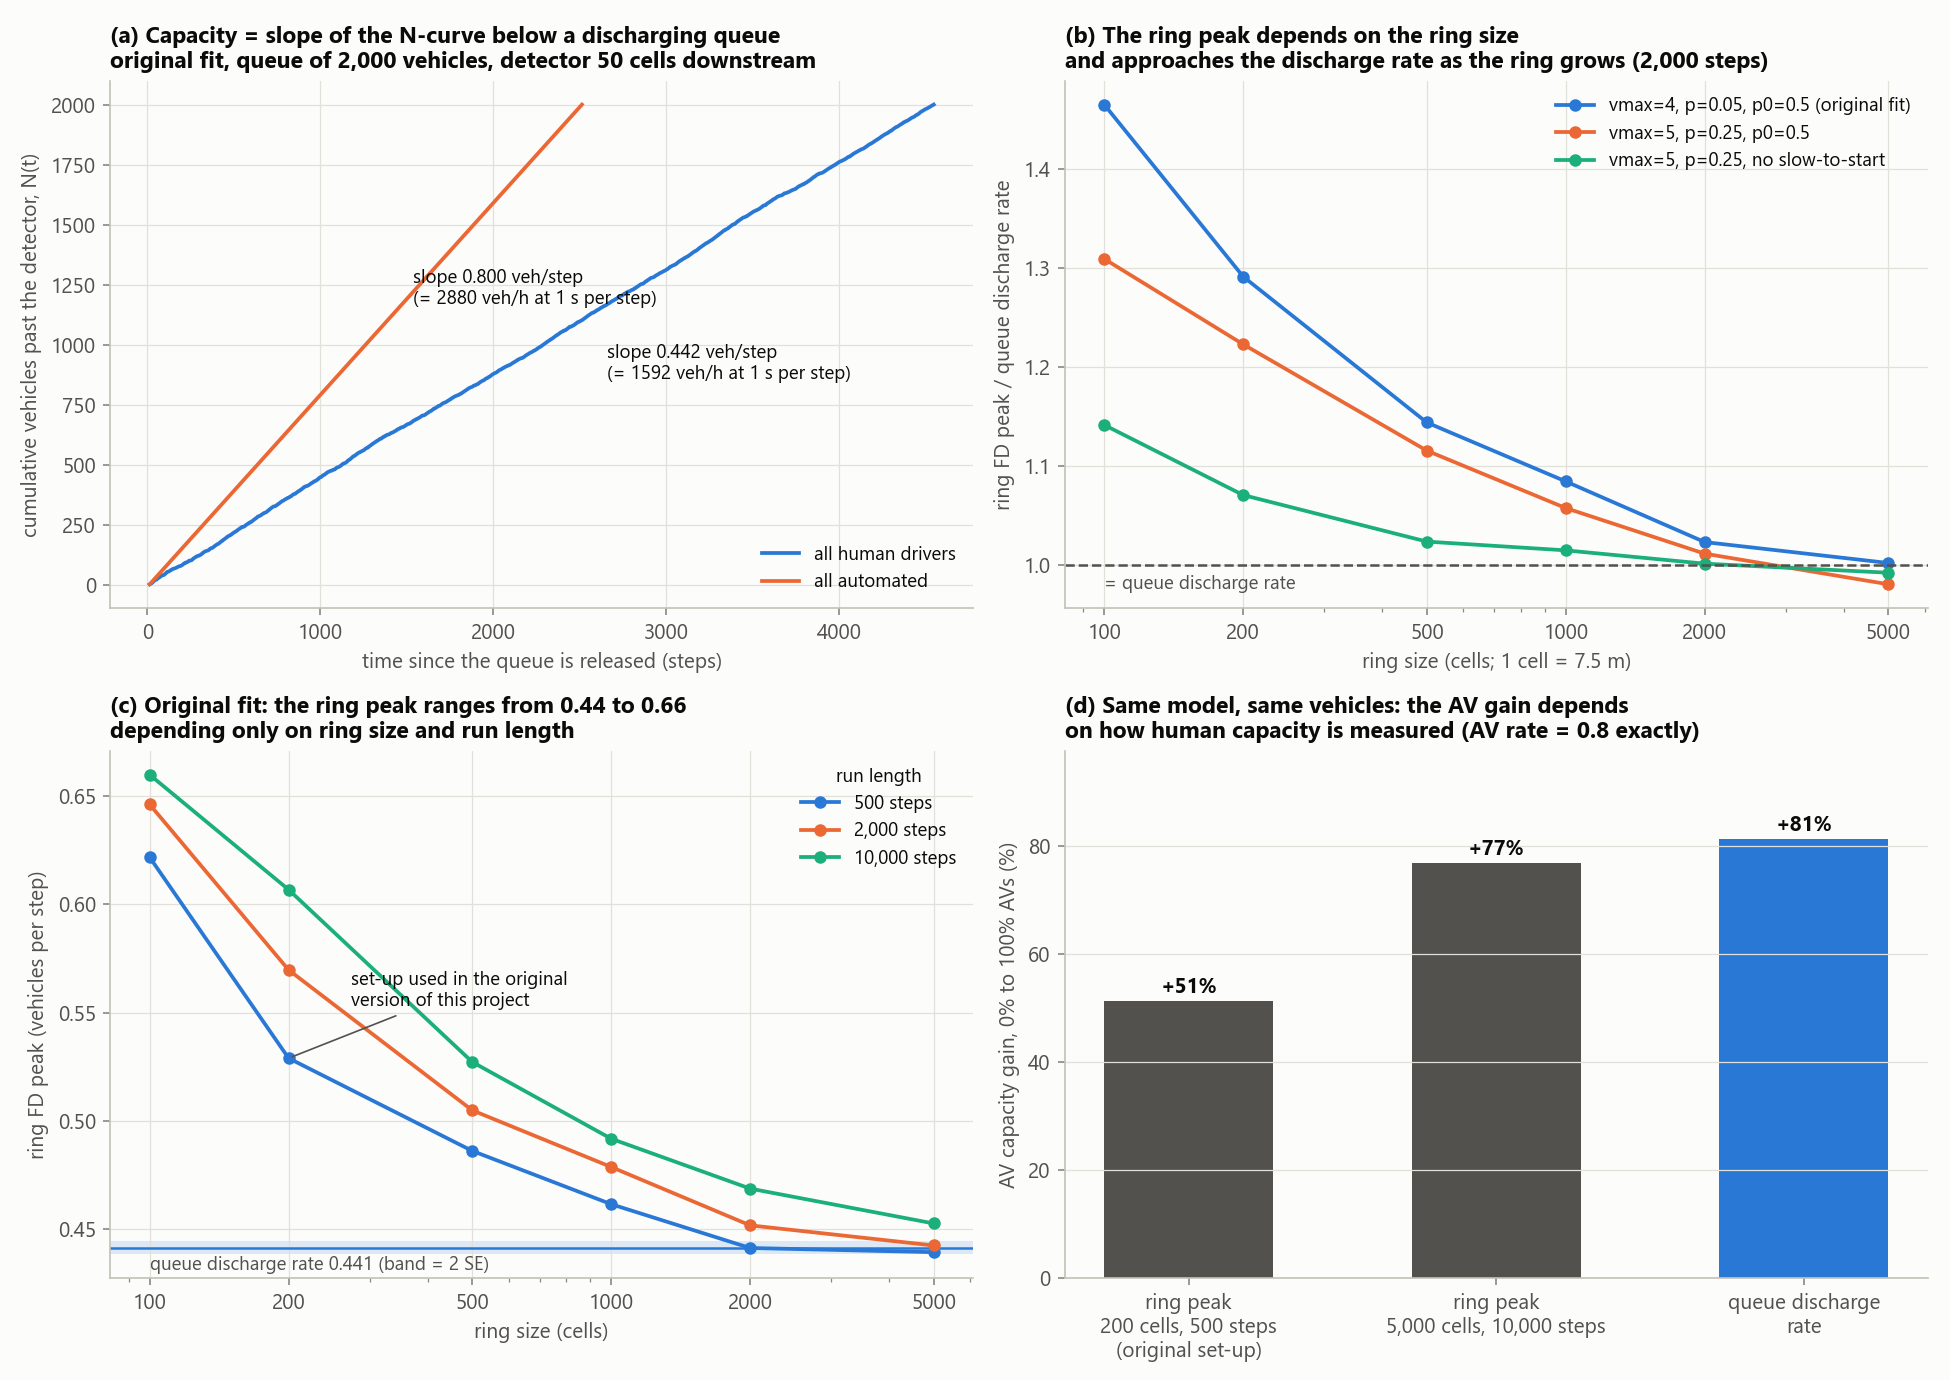 (a) Capacity = slope of the N-curve below a discharging queue
original fit, queue of 2,000 vehicles, detector 50 cells downstream
cumulative vehicles past the detector, N(t)
2000
1750
1500
1250
1000
750
500
250
0
slope 0.800 veh/step
(= 2880 veh/h at 1 s per step)
slope 0.442 veh/step
(= 1592 veh/h at 1 s per step)
all human drivers
all automated
0 1000 2000 3000 4000
time since the queue is released (steps)
(b) The ring peak depends on the ring size
and approaches the discharge rate as the ring grows (2,000 steps)
ring FD peak / queue discharge rate
1.4
1.3
1.2
1.1
1.0
vmax=4, p=0.05, p0=0.5 (original fit)
vmax=5, p=0.25, p0=0.5
vmax=5, p=0.25, no slow-to-start
= queue discharge rate
100 200 500 1000 2000 5000
ring size (cells; 1 cell = 7.5 m)
(c) Original fit: the ring peak ranges from 0.44 to 0.66
depending only on ring size and run length
ring FD peak (vehicles per step)
0.65
0.60
0.55
0.50
0.45
run length
500 steps
2,000 steps
10,000 steps
set-up used in the original
version of this project
queue discharge rate 0.441 (band = 2 SE)
100 200 500 1000 2000 5000
ring size (cells)
(d) Same model, same vehicles: the AV gain depends
on how human capacity is measured (AV rate = 0.8 exactly)
AV capacity gain, 0% to 100% AVs (%)
80
60
40
20
0
+51%
+77%
+81%
ring peak
200 cells, 500 steps
(original set-up)
ring peak
5,000 cells, 10,000 steps
queue discharge
rate